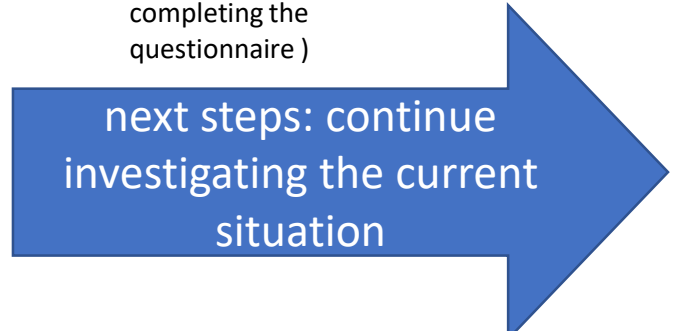 completing the
questionnaire )
next steps: continue
investigating the current
situation